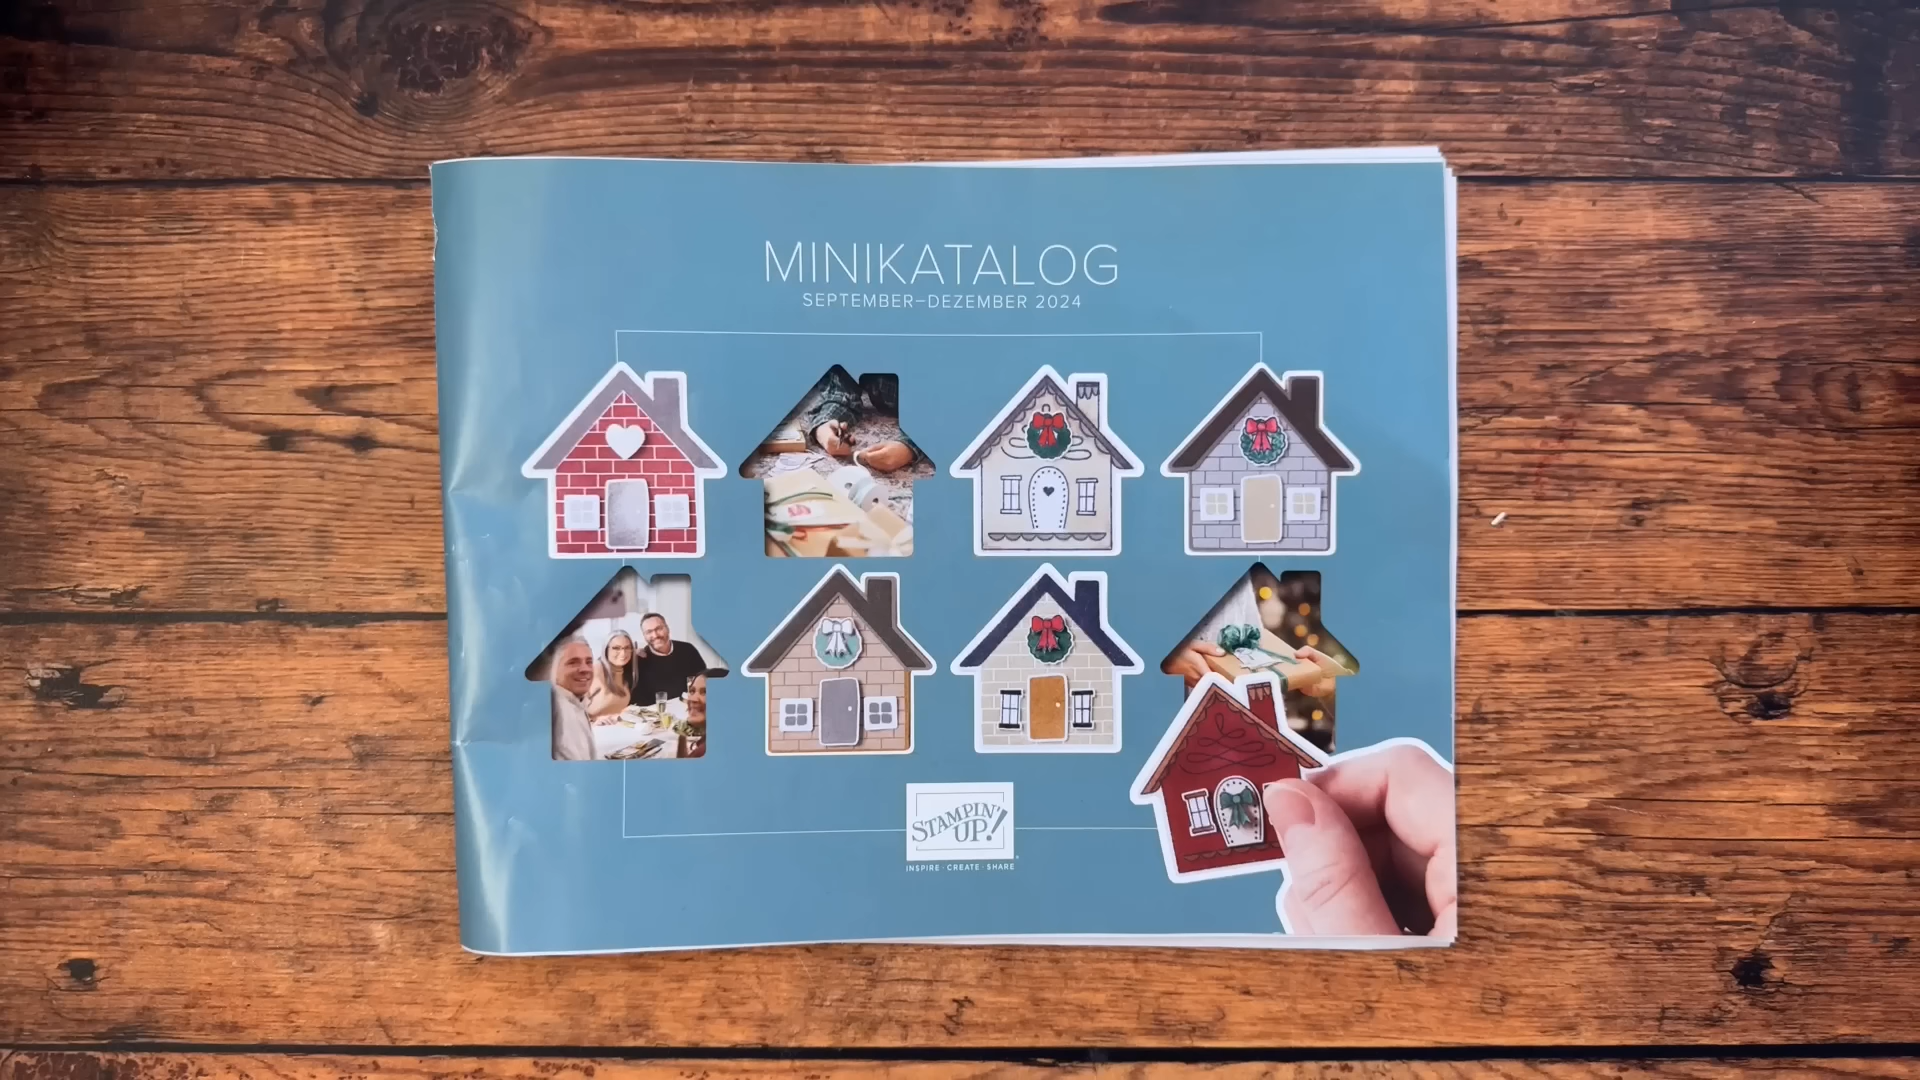 MINIKATALOG
SEPTEMBER–DEZEMBER 2024
STAMPIN'
UP!
INSPIRE · CREATE · SHARE